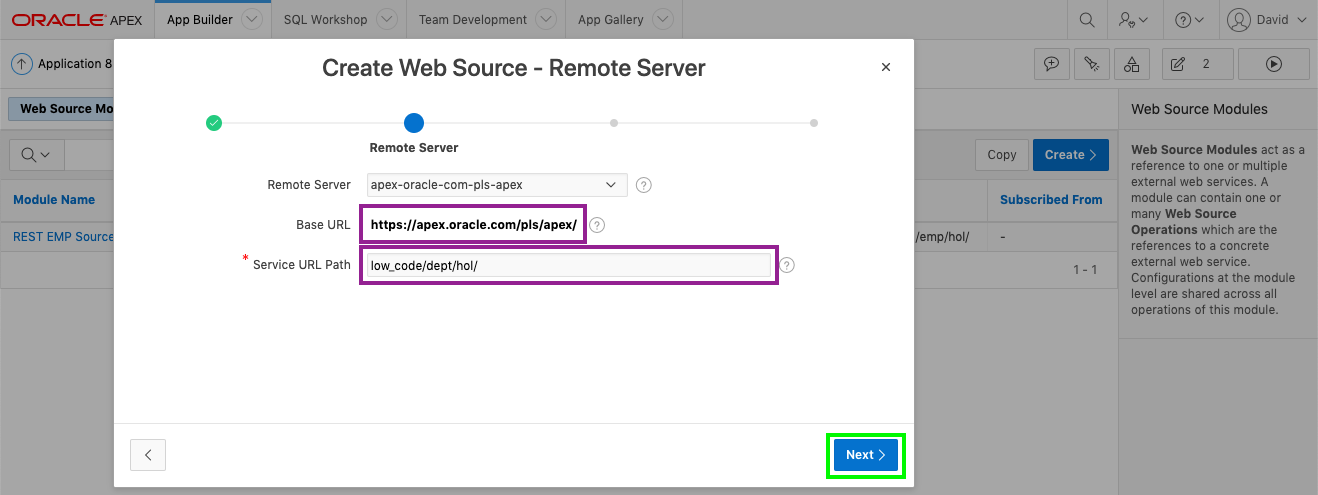 ORACLE APEX
App Builder
SQL Workshop
Team Development
App Gallery
David
Application 8
2
Web Source Mo
Create Web Source - Remote Server
Remote Server
Remote Server
apex-oracle-com-pls-apex
Base URL
https://apex.oracle.com/pls/apex/
* Service URL Path
low_code/dept/hol/
Next
Copy
Create
Module Name
Subscribed From
REST EMP Source
/emp/hol/
-
1 - 1
Web Source Modules
Web Source Modules act as a
reference to one or multiple
external web services. A
module can contain one or
many Web Source
Operations which are the
references to a concrete
external web service.
Configurations at the module
level are shared across all
operations of this module.